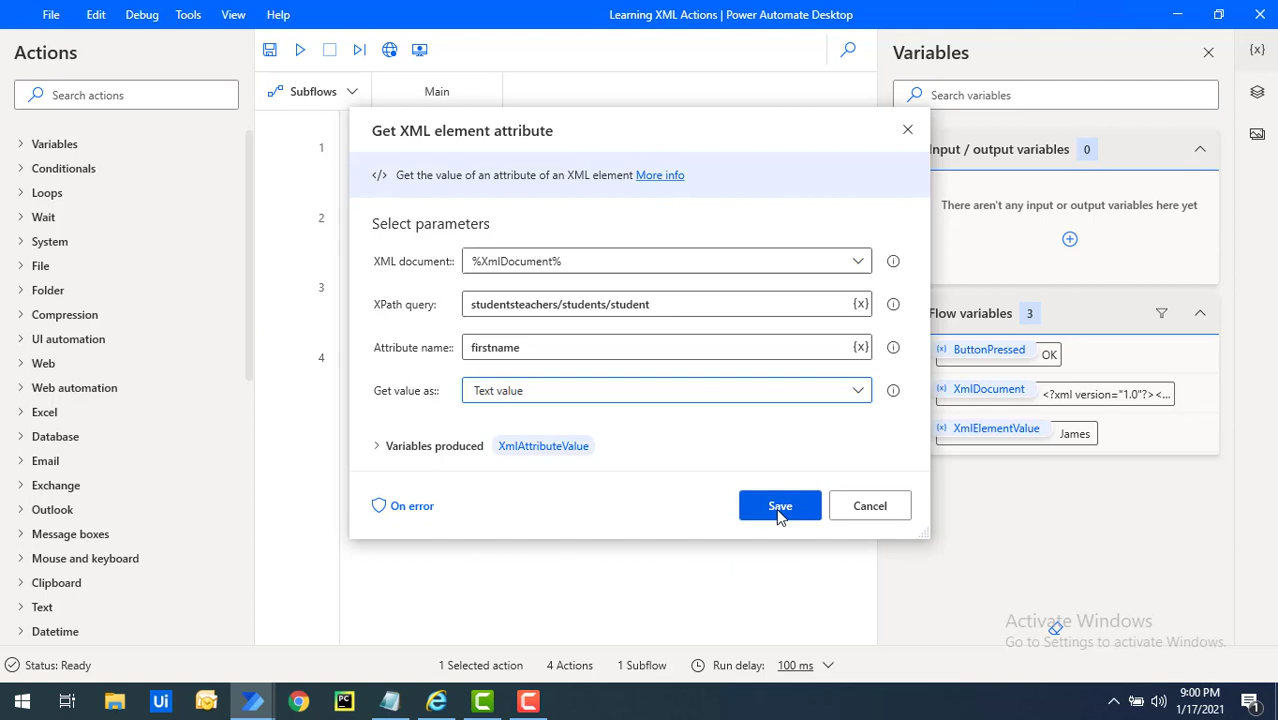 File Edit Debug Tools View Help Learning XML Actions | Power Automate Desktop
Actions
Search actions
Variables
Conditionals
Loops
Wait
System
File
Folder
Compression
UI automation
Web
Web automation
Excel
Database
Email
Exchange
Outlook
Message boxes
Mouse and keyboard
Clipboard
Text
Datetime
Subflows Main
1
2
3
4
Get XML element attribute
</> Get the value of an attribute of an XML element More info
Select parameters
XML document:: %XmlDocument%
XPath query: studentsteachers/students/student {x}
Attribute name:: firstname {x}
Get value as:: Text value
Variables produced XmlAttributeValue
On error Save Cancel
Variables {x}
Search variables
Input / output variables 0
There aren't any input or output variables here yet
Flow variables 3
(x) ButtonPressed OK
(x) XmlDocument <?xml version="1.0"?><...
(x) XmlElementValue James
Activate Windows
Go to Settings to activate Windows.
Status: Ready 1 Selected action 4 Actions 1 Subflow Run delay: 100 ms
Ui PC 9:00 PM
1/17/2021 1